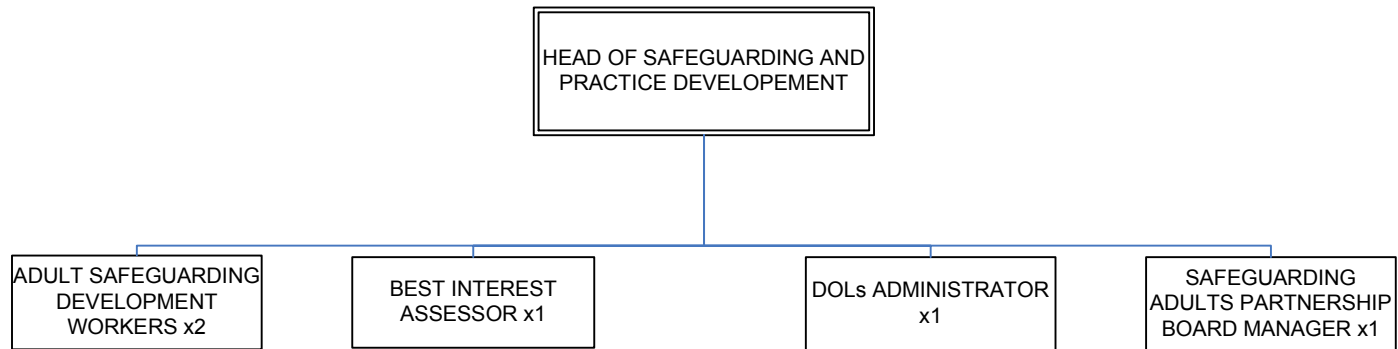 HEAD OF SAFEGUARDING AND
PRACTICE DEVELOPEMENT
ADULT SAFEGUARDING
DEVELOPMENT
WORKERS x2
BEST INTEREST
ASSESSOR x1
DOLs ADMINISTRATOR
x1
SAFEGUARDING
ADULTS PARTNERSHIP
BOARD MANAGER x1